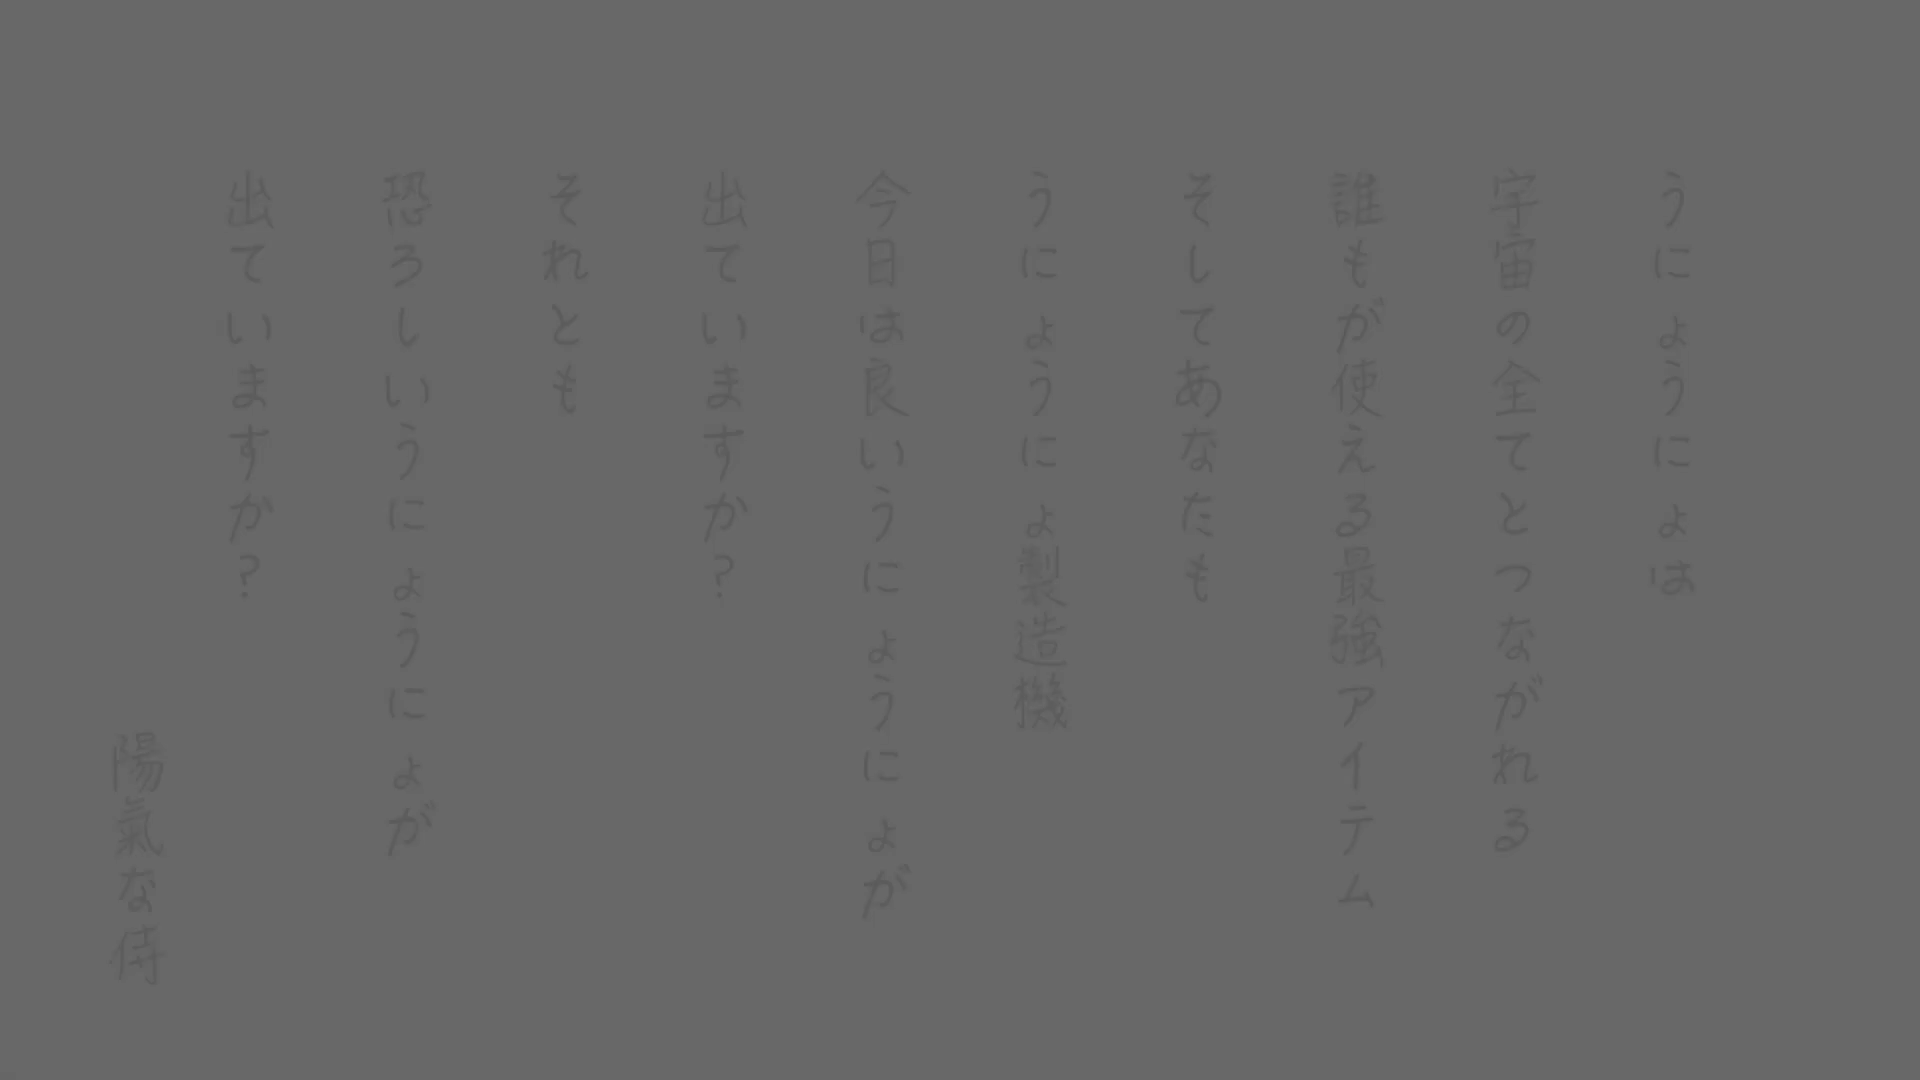 うにょうにょは
宇宙の全てとつながれる
誰もが使える最強アイテム
そしてあなたも
うにょうにょ製造機
今日は良いうにょうにょが
出ていますか?
それとも
恐ろしいうにょうにょが
出ていますか?
陽氣な侍